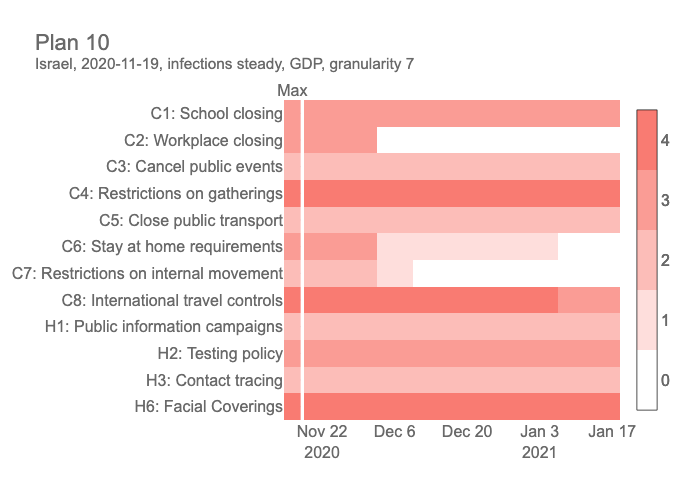 Plan 10
Israel, 2020-11-19, infections steady, GDP, granularity 7
Max
C1: School closing
C2: Workplace closing
C3: Cancel public events
C4: Restrictions on gatherings
C5: Close public transport
C6: Stay at home requirements
C7: Restrictions on internal movement
C8: International travel controls
H1: Public information campaigns
H2: Testing policy
H3: Contact tracing
H6: Facial Coverings
4
3
2
1
0
Nov 22 Dec 6 Dec 20 Jan 3 Jan 17
2020 2021